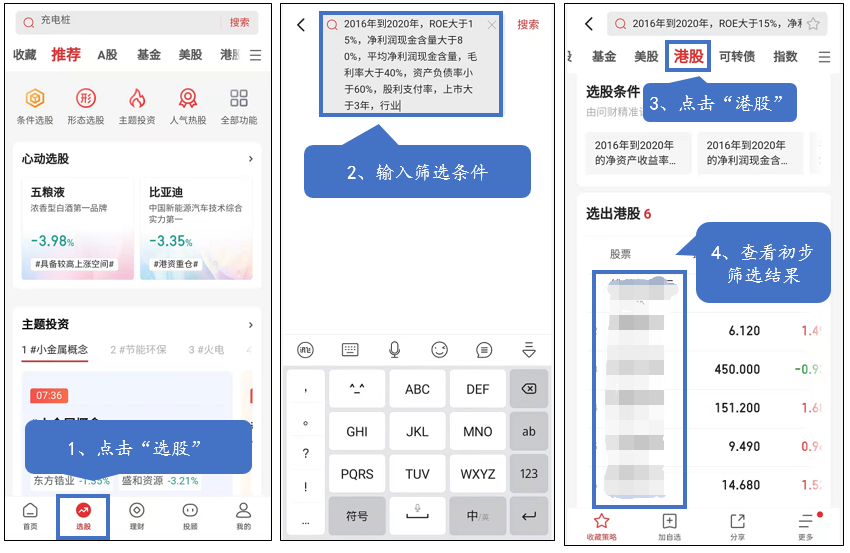 充电桩
搜索
收藏 推荐 A股 基金 美股 港股
条件选股 形态选股 主题投资 人气热股 全部功能
心动选股
五粮液
浓香型白酒第一品牌
-3.98%
#具备较高上涨空间#
比亚迪
中国新能源汽车技术综合
实力第一
-3.35%
#港资重仓#
主题投资
1 #小金属概念 2 #节能环保 3 #火电
07:36
1、点击“选股”
东方锆业 -1.35% 盛和资源 -3.21%
首页 选股 理财 投顾 我的
2016年到2020年，ROE大于1
5%，净利润现金含量大于8
0%，平均净利润现金含量，毛
利率大于40%，资产负债率小
于60%，股利支付率，上市大
于3年，行业
搜索
2、输入筛选条件
， ^_^ ABC DEF
。 GHI JKL MNO ab
？ PQRS TUV WXYZ 123
！
… 符号 中/英
2016年到2020年，ROE大于15%，净利
基金 美股 港股 可转债 指数
选股条件
由问财精准
3、点击“港股”
2016年到2020年
的净资产收益率...
2016年到2020年
的净利润现金含...
选出港股 6
股票
4、查看初步
筛选结果
6.120 1.4
450.000 -0.9
151.200 1.6
9.490 0.9
14.680 1.5
收藏策略 加自选 分享 更多